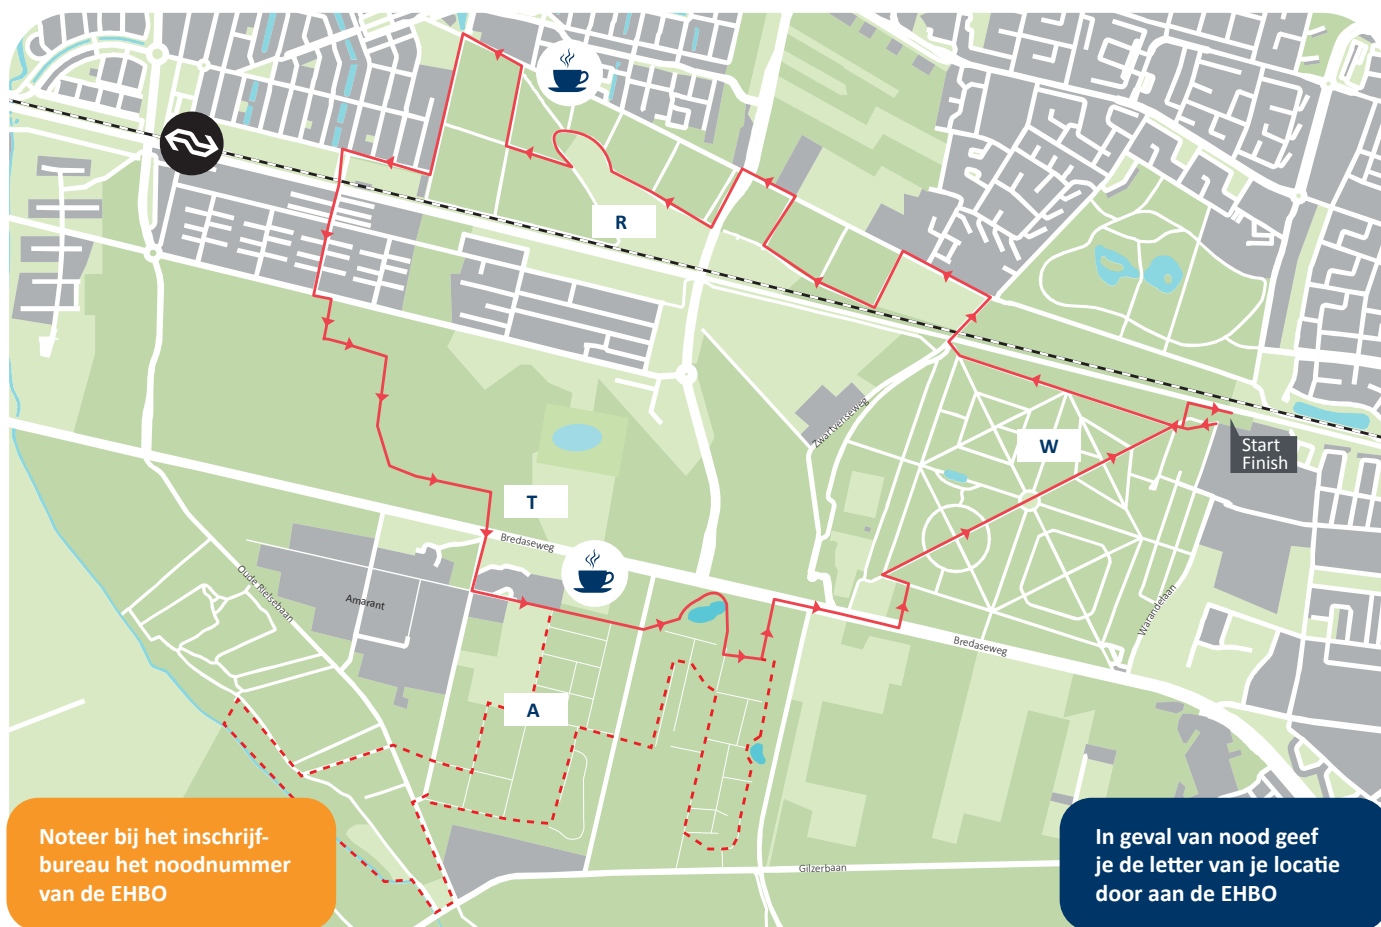 R
Zwartvenseweg
W
Start
Finish
T
Bredaseweg
Oude Rielsebaan
Amarant
Warandelaan
Bredaseweg
A
Noteer bij het inschrijf-
bureau het noodnummer
van de EHBO
In geval van nood geef
je de letter van je locatie
door aan de EHBO
Gilzerbaan